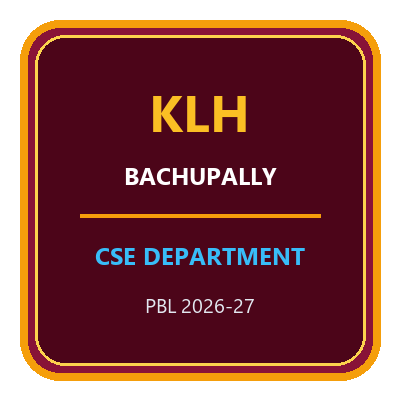 KLH
BACHUPALLY
CSE DEPARTMENT
PBL 2026-27